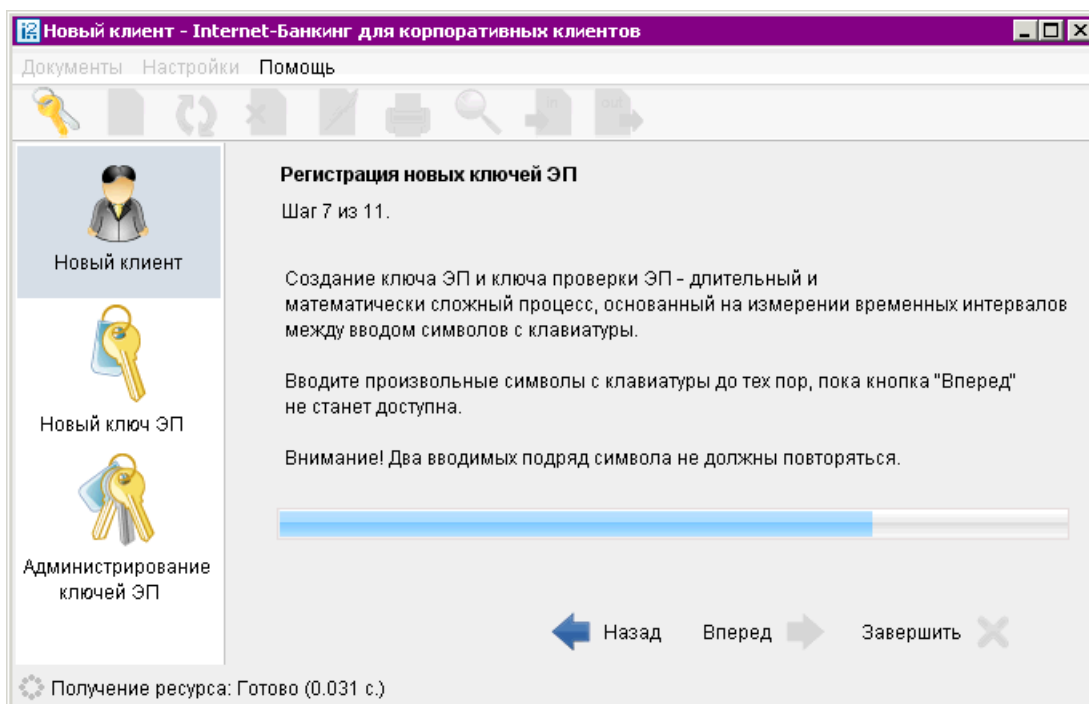 Новый клиент - Internet-Банкинг для корпоративных клиентов
Документы Настройки Помощь
in out
Регистрация новых ключей ЭП
Шаг 7 из 11.
Новый клиент
Создание ключа ЭП и ключа проверки ЭП - длительный и
математически сложный процесс, основанный на измерении временных интервалов
между вводом символов с клавиатуры.
Вводите произвольные символы с клавиатуры до тех пор, пока кнопка "Вперед"
не станет доступна.
Новый ключ ЭП
Внимание! Два вводимых подряд символа не должны повторяться.
Администрирование
ключей ЭП
Назад Вперед Завершить
Получение ресурса: Готово (0.031 с.)